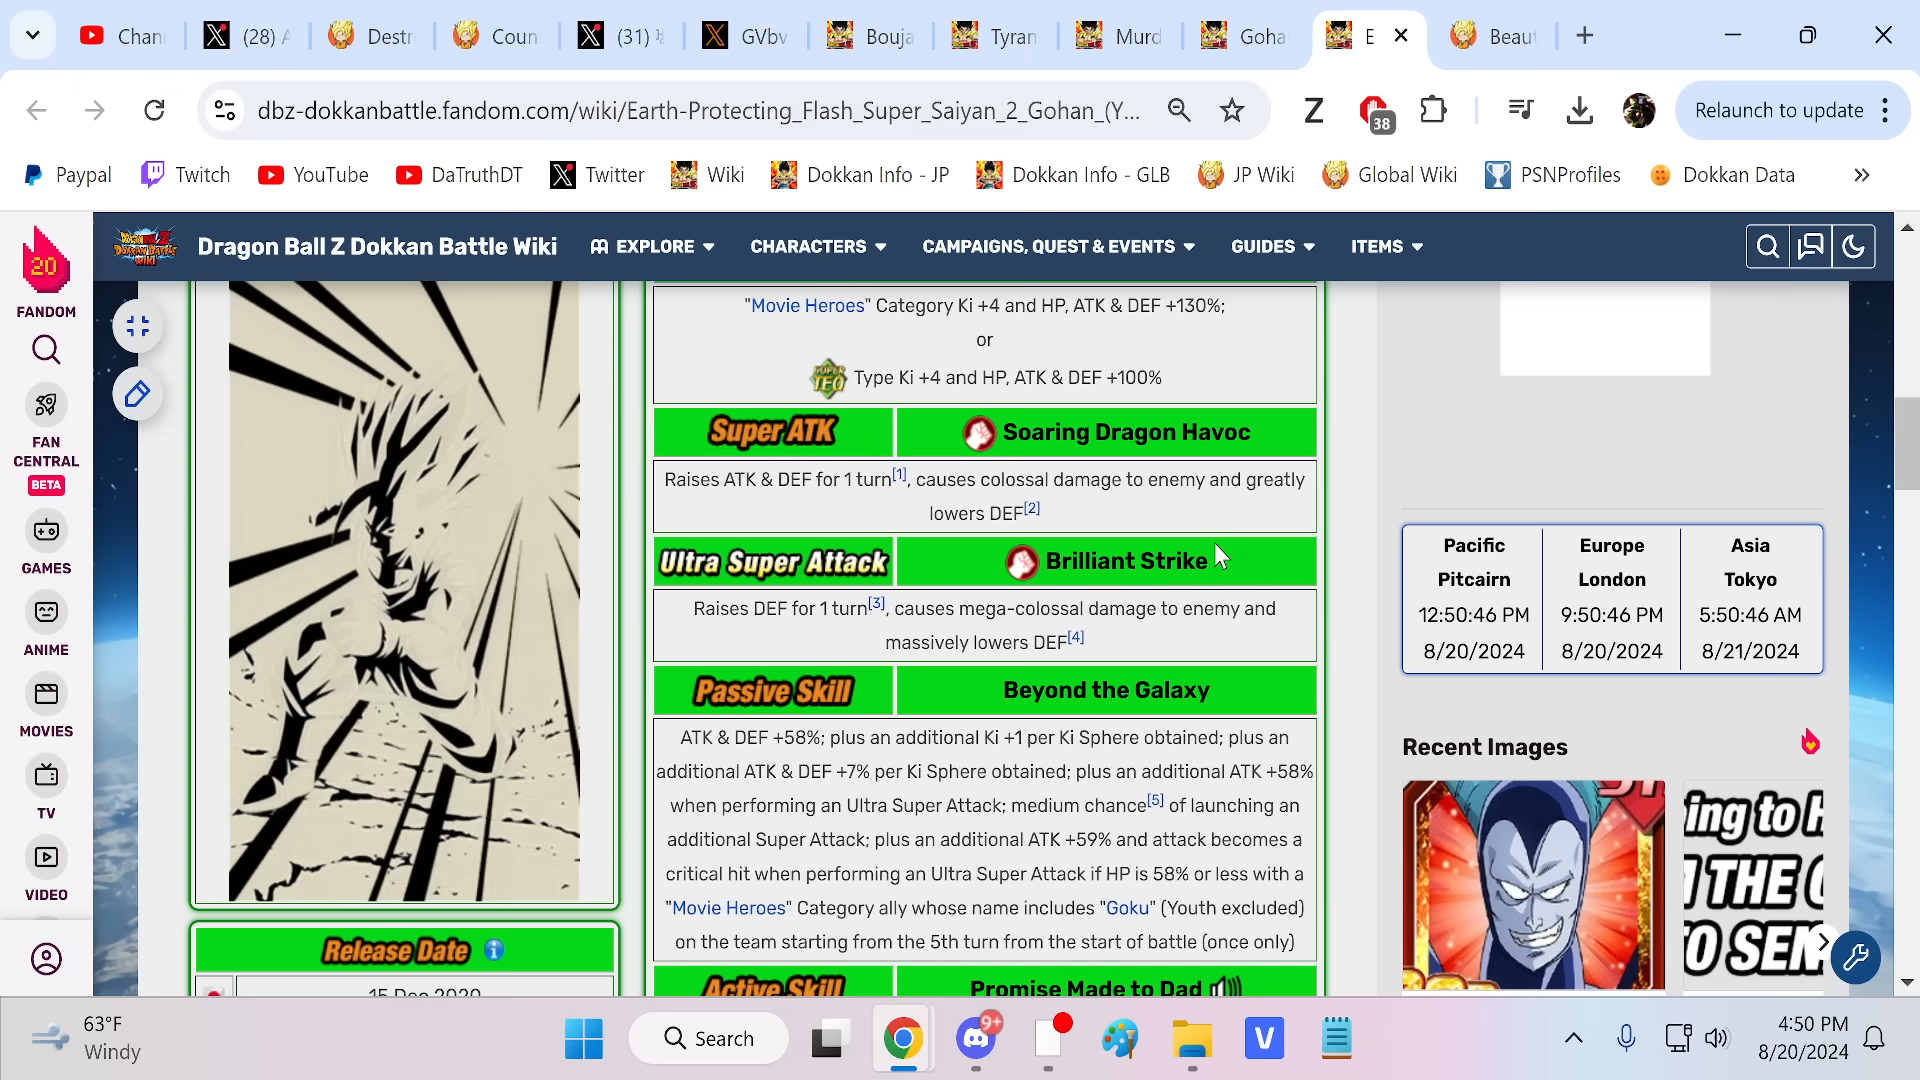 Chan
(28) A
Destr
Coun
(31)
GVbv
Bouja
Tyran
Murd
Goha
E
Beaut
dbz-dokkanbattle.fandom.com/wiki/Earth-Protecting_Flash_Super_Saiyan_2_Gohan_(Y...
Z
38
Relaunch to update
Paypal
Twitch
YouTube
DaTruthDT
Twitter
Wiki
Dokkan Info - JP
Dokkan Info - GLB
JP Wiki
Global Wiki
PSNProfiles
Dokkan Data
20
FANDOM
FAN
CENTRAL
BETA
GAMES
ANIME
MOVIES
TV
VIDEO
Dragon Ball Z Dokkan Battle Wiki
EXPLORE
CHARACTERS
CAMPAIGNS, QUEST & EVENTS
GUIDES
ITEMS
"Movie Heroes" Category Ki +4 and HP, ATK & DEF +130%;
or
SUPER TEQ Type Ki +4 and HP, ATK & DEF +100%
Super ATK
Soaring Dragon Havoc
Raises ATK & DEF for 1 turn[1], causes colossal damage to enemy and greatly
lowers DEF[2]
Ultra Super Attack
Brilliant Strike
Raises DEF for 1 turn[3], causes mega-colossal damage to enemy and
massively lowers DEF[4]
Passive Skill
Beyond the Galaxy
ATK & DEF +58%; plus an additional Ki +1 per Ki Sphere obtained; plus an
additional ATK & DEF +7% per Ki Sphere obtained; plus an additional ATK +58%
when performing an Ultra Super Attack; medium chance[5] of launching an
additional Super Attack; plus an additional ATK +59% and attack becomes a
critical hit when performing an Ultra Super Attack if HP is 58% or less with a
"Movie Heroes" Category ally whose name includes "Goku" (Youth excluded)
on the team starting from the 5th turn from the start of battle (once only)
Active Skill
Promise Made to Dad
Release Date
15 Dec 2020
Pacific
Pitcairn
12:50:46 PM
8/20/2024
Europe
London
9:50:46 PM
8/20/2024
Asia
Tokyo
5:50:46 AM
8/21/2024
Recent Images
ing to H
THE
O SEN
63°F
Windy
Search
9+
V
4:50 PM
8/20/2024